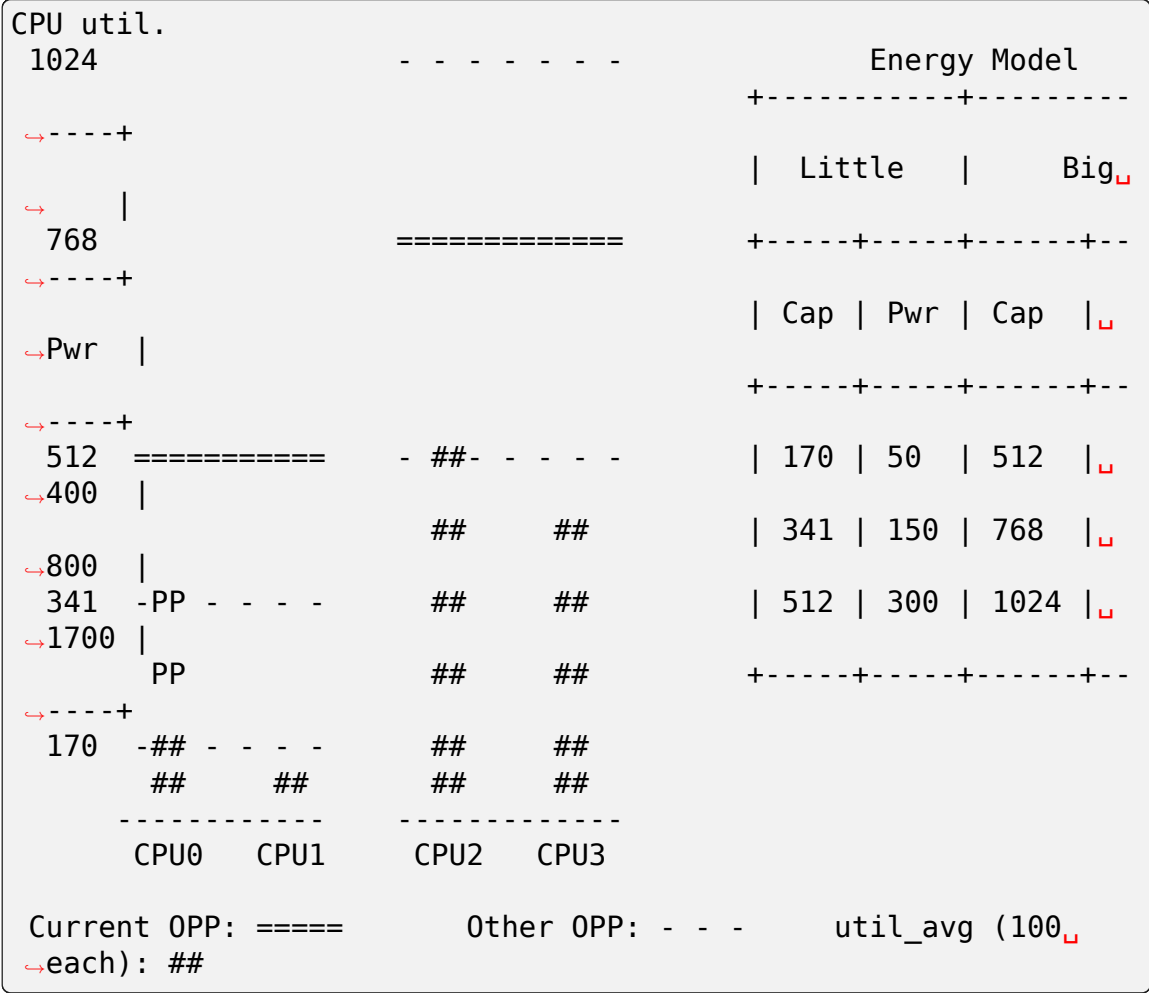 CPU util.
 1024                 - - - - - - -              Energy Model
                                          +-----------+---------
↪----+
                                          |  Little   |     Big␣
↪     |
  768                 =============       +-----+-----+------+--
↪----+
                                          | Cap | Pwr | Cap  |␣
↪Pwr  |
                                          +-----+-----+------+--
↪----+
  512  ===========    - ##- - - - -       | 170 | 50  | 512  |␣
↪400  |
                        ##     ##         | 341 | 150 | 768  |␣
↪800  |
  341  -PP - - - -      ##     ##         | 512 | 300 | 1024 |␣
↪1700 |
        PP              ##     ##         +-----+-----+------+--
↪----+
  170  -## - - - -      ##     ##
        ##     ##       ##     ##
      ------------    -------------
       CPU0   CPU1     CPU2   CPU3

 Current OPP: =====       Other OPP: - - -     util_avg (100␣
↪each): ##